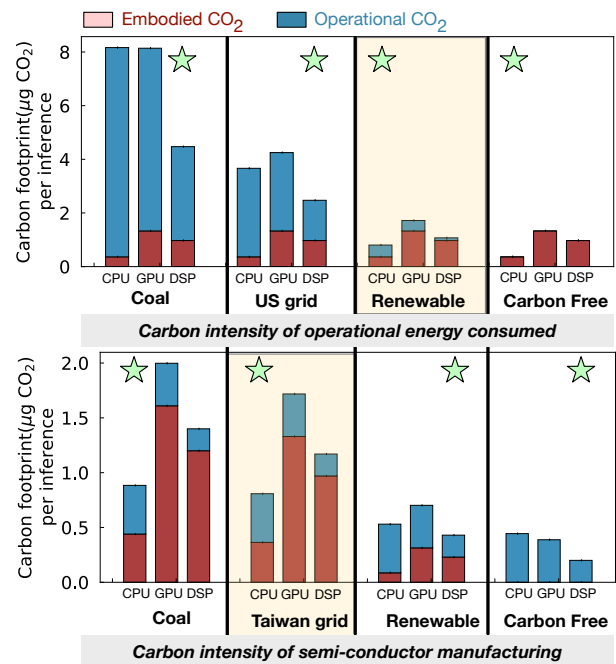 Embodied CO₂ Operational CO₂
Carbon footprint(μg CO₂)
per inference
8
6
4
2
0
CPU GPU DSP CPU GPU DSP CPU GPU DSP CPU GPU DSP
Coal US grid Renewable Carbon Free
Carbon intensity of operational energy consumed
Carbon footprint(μg CO₂)
per inference
2.0
1.5
1.0
0.5
0.0
CPU GPU DSP CPU GPU DSP CPU GPU DSP CPU GPU DSP
Coal Taiwan grid Renewable Carbon Free
Carbon intensity of semi-conductor manufacturing